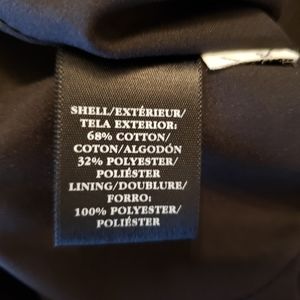 SHELL/EXTÉRIEUR/
TELA EXTERIOR:
68% COTTON/
COTON/ALGODÓN
32% POLYESTER/
POLIÉSTER
LINING/DOUBLURE/
FORRO:
100% POLYESTER/
POLIÉSTER